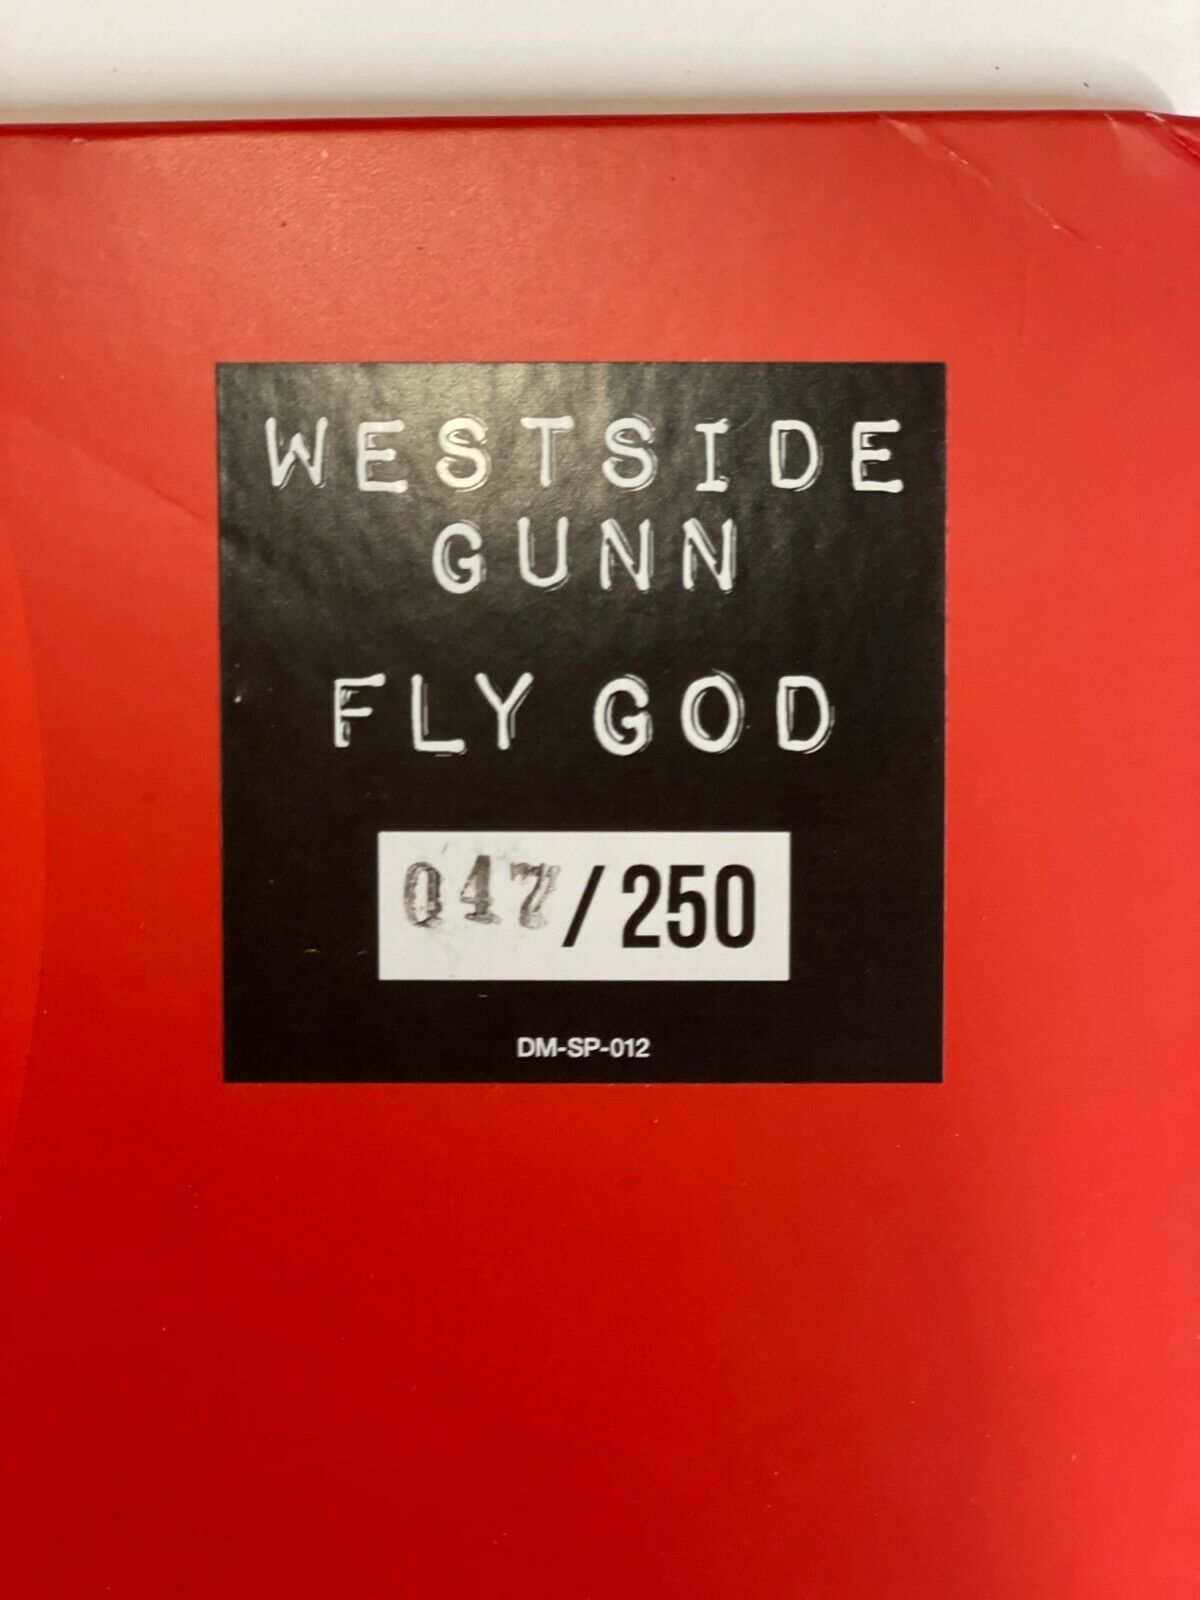 WESTSIDE
GUNN
FLY GOD
047/250
DM-SP-012